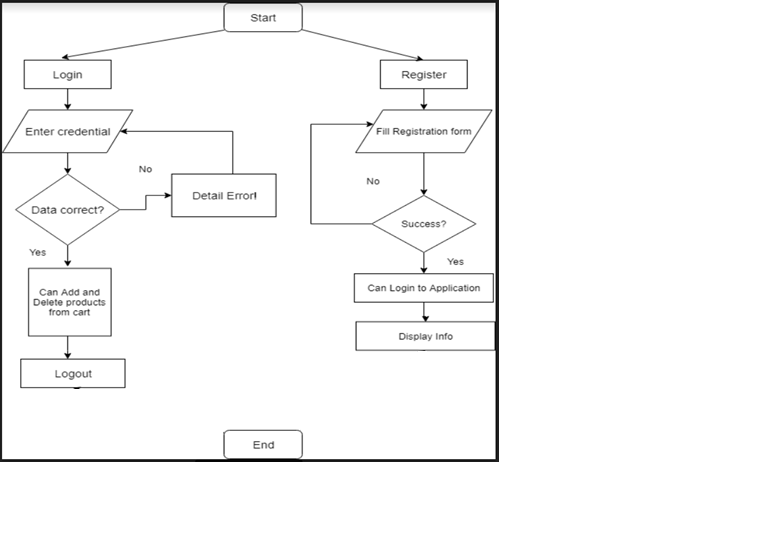 Start
Login
Register
Enter credential
Fill Registration form
No
Detail Error!
No
Data correct?
Success?
Yes
Yes
Can Add and
Delete products
from cart
Can Login to Application
Display Info
Logout
End